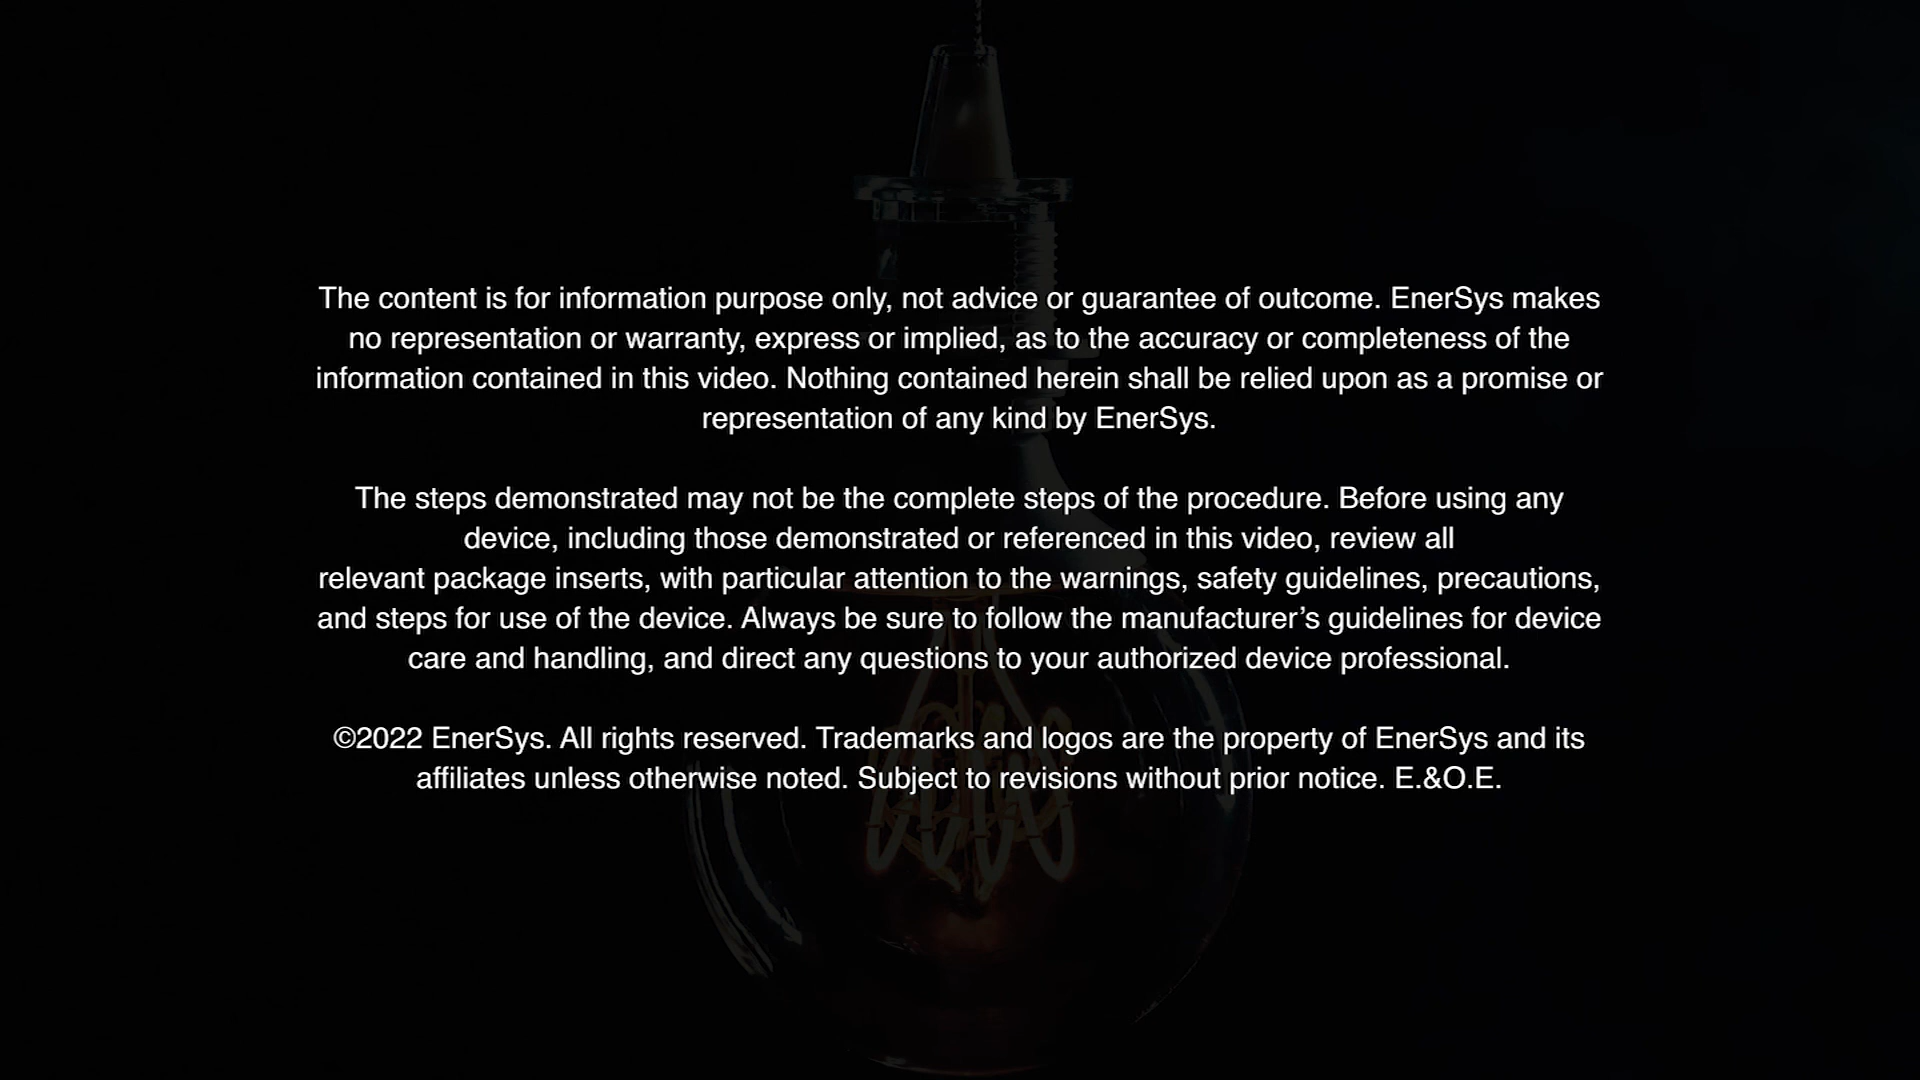 The content is for information purpose only, not advice or guarantee of outcome. EnerSys makes
no representation or warranty, express or implied, as to the accuracy or completeness of the
information contained in this video. Nothing contained herein shall be relied upon as a promise or
representation of any kind by EnerSys.
The steps demonstrated may not be the complete steps of the procedure. Before using any
device, including those demonstrated or referenced in this video, review all
relevant package inserts, with particular attention to the warnings, safety guidelines, precautions,
and steps for use of the device. Always be sure to follow the manufacturer’s guidelines for device
care and handling, and direct any questions to your authorized device professional.
©2022 EnerSys. All rights reserved. Trademarks and logos are the property of EnerSys and its
affiliates unless otherwise noted. Subject to revisions without prior notice. E.&O.E.